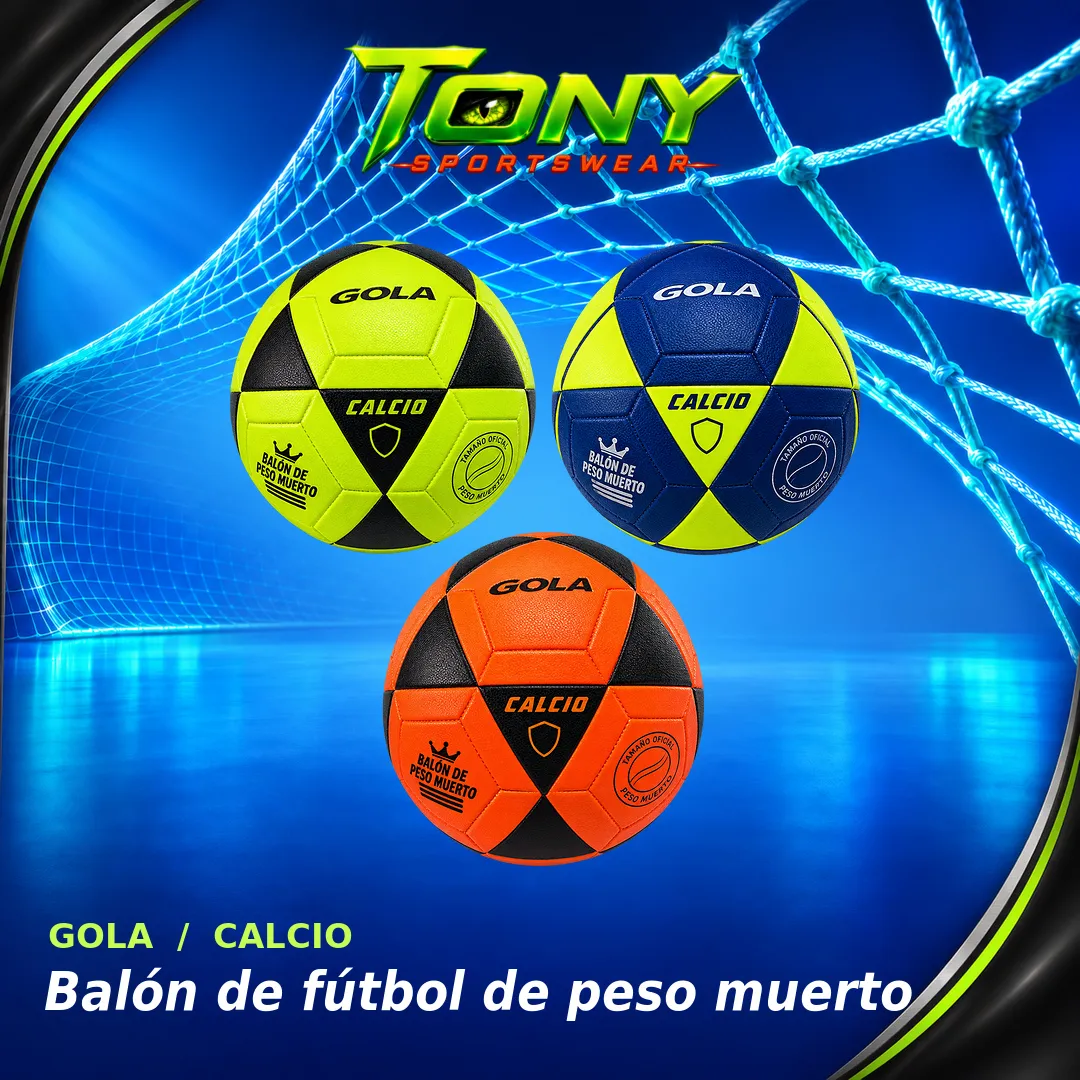 TONY
SPORTSWEAR
GOLA
CALCIO
BALÓN DE
PESO MUERTO
TAMAÑO OFICIAL
PESO MUERTO
GOLA
CALCIO
BALÓN DE
PESO MUERTO
TAMAÑO OFICIAL
PESO MUERTO
GOLA
CALCIO
BALÓN DE
PESO MUERTO
TAMAÑO OFICIAL
PESO MUERTO
GOLA / CALCIO
Balón de fútbol de peso muerto